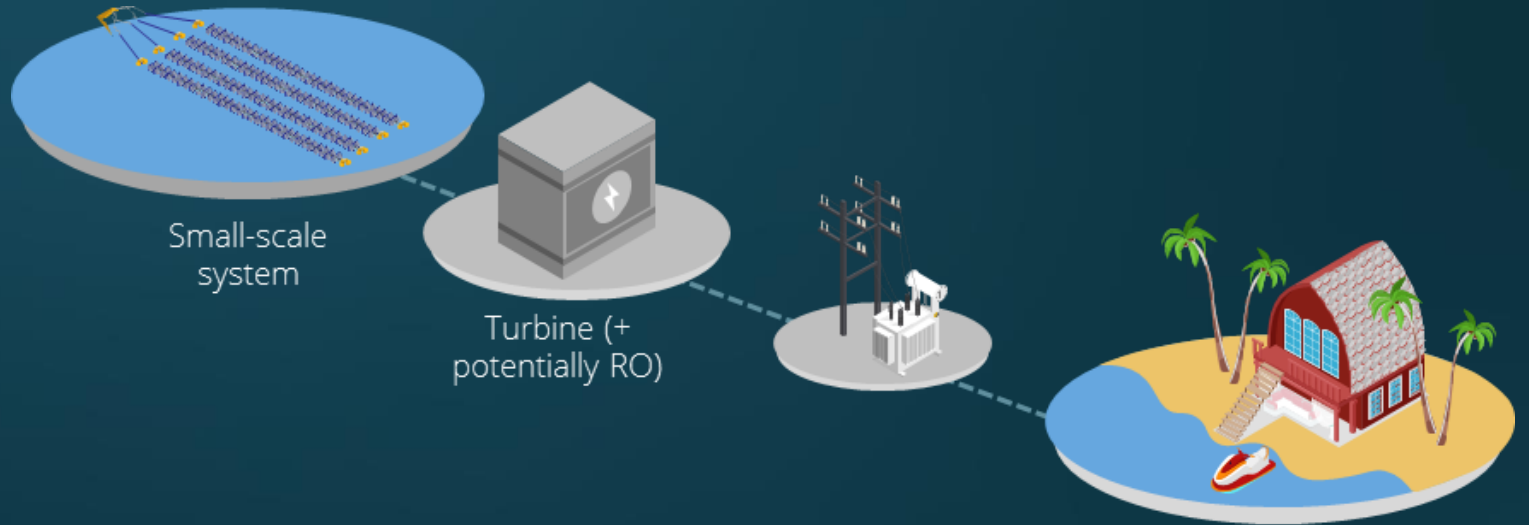 Small-scale
system
Turbine (+
potentially RO)